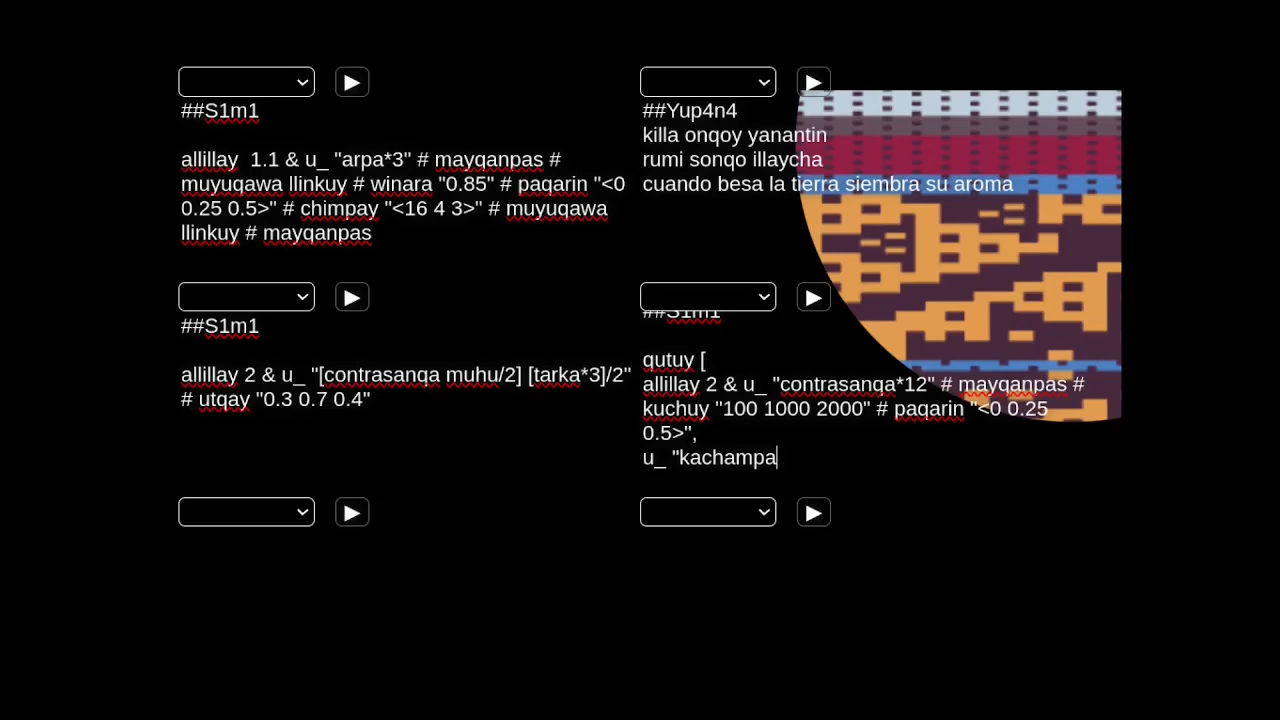 ##S1m1
allillay  1.1 & u_ "arpa*3" # mayqanpas #
muyuqawa llinkuy # winara "0.85" # paqarin "<0
0.25 0.5>" # chimpay "<16 4 3>" # muyuqawa
llinkuy # mayqanpas
##Yup4n4
killa onqoy yanantin
rumi sonqo illaycha
cuando besa la tierra siembra su aroma
##S1m1
allillay 2 & u_ "[contrasanqa muhu/2] [tarka*3]/2"
# utqay "0.3 0.7 0.4"
##S1m1
qutuy [
allillay 2 & u_ "contrasanqa*12" # mayqanpas #
kuchuy "100 1000 2000" # paqarin "<0 0.25
0.5>",
u_ "kachampa